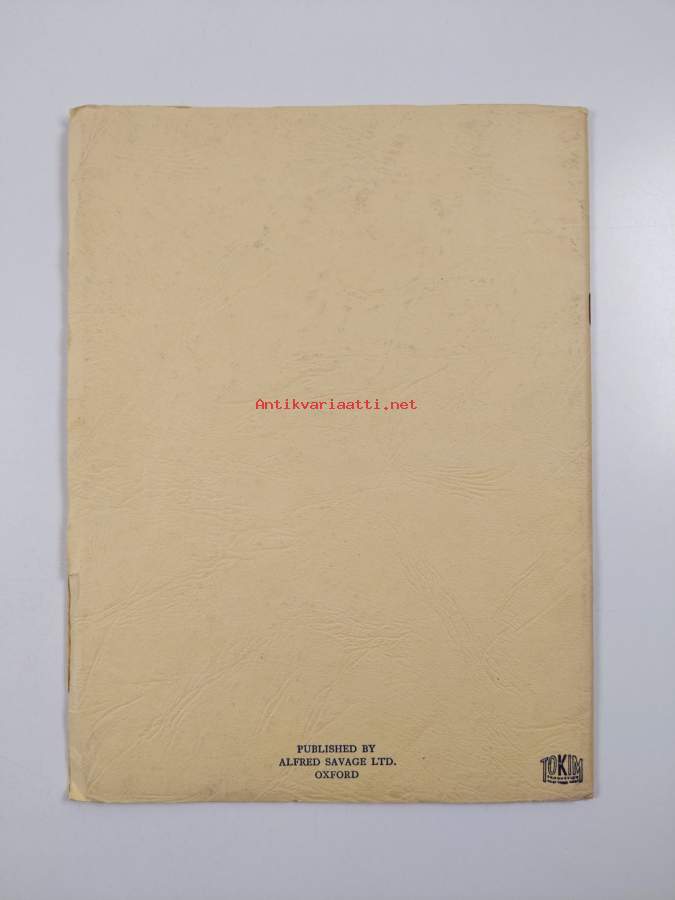 Antikvariaatti.net
PUBLISHED BY
ALFRED SAVAGE LTD.
OXFORD
TOKIM